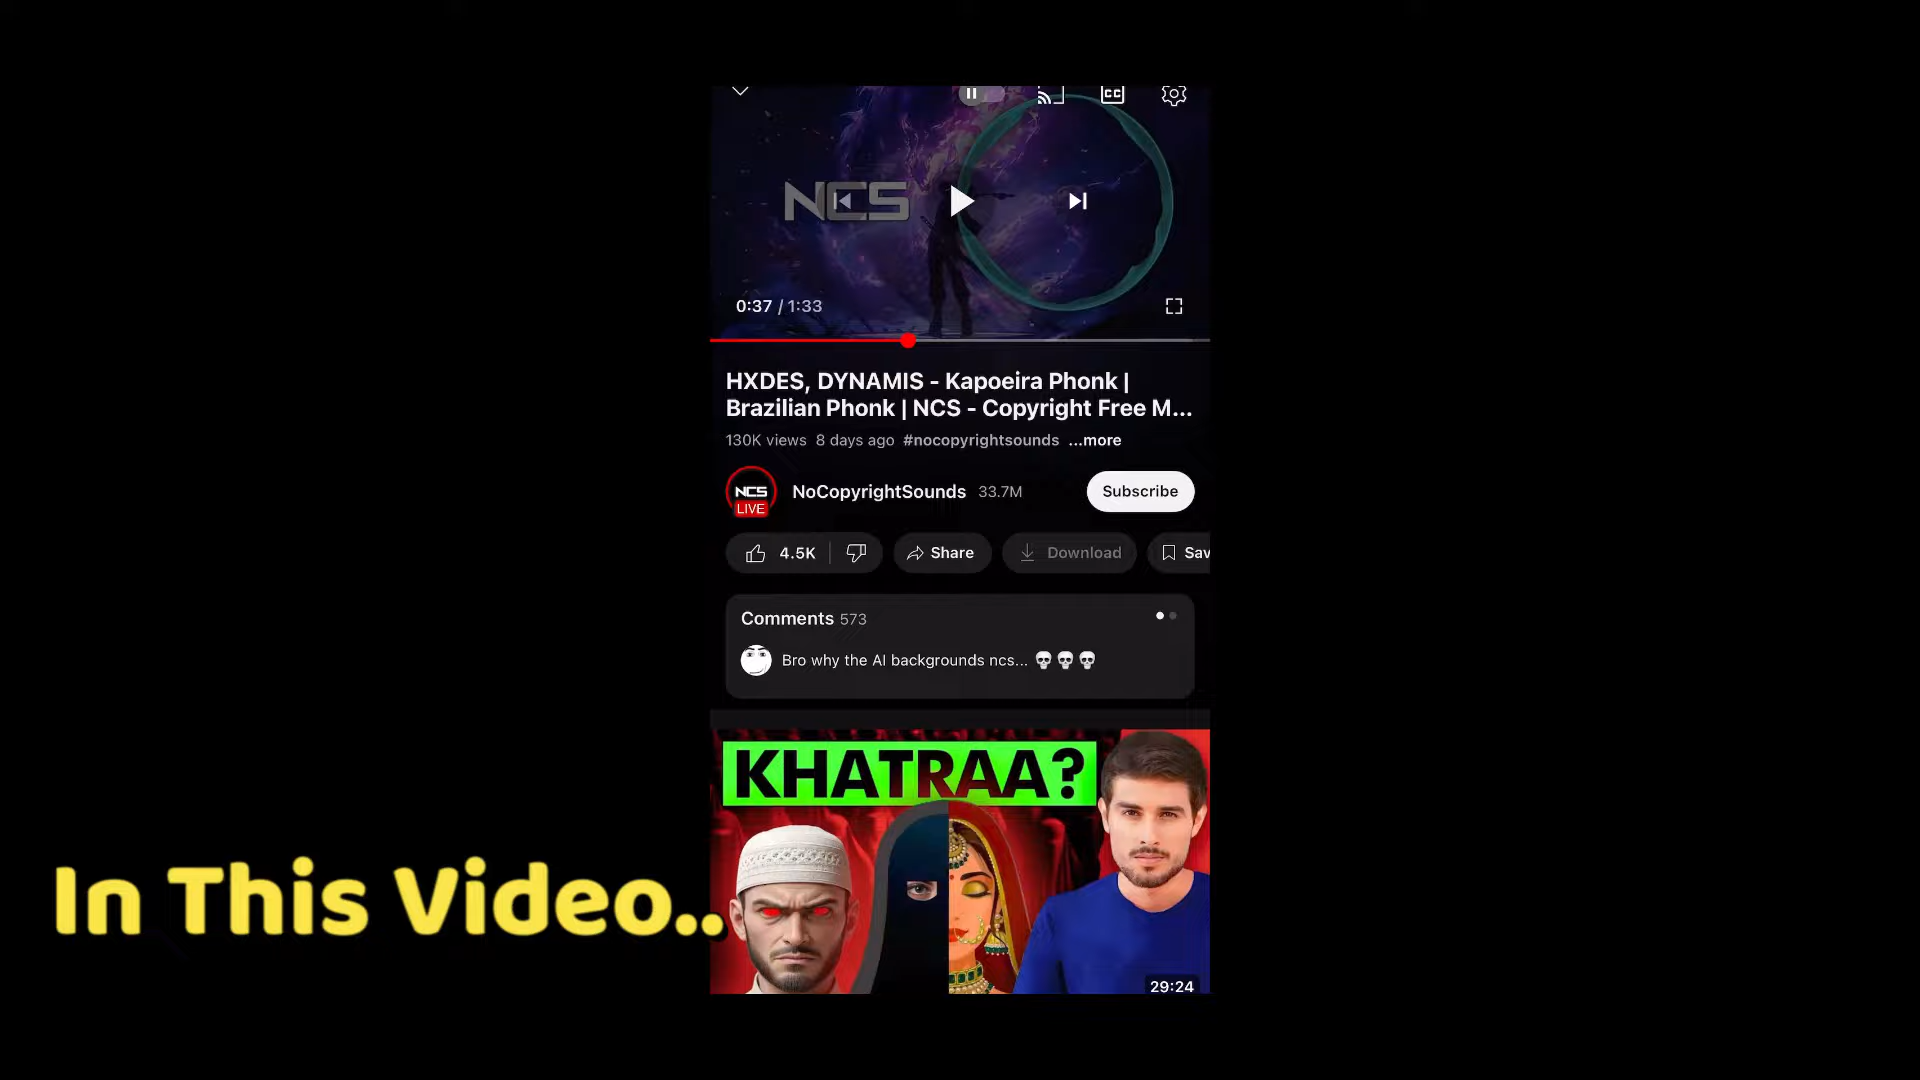 CC
NCS
0:37 / 1:33
HXDES, DYNAMIS - Kapoeira Phonk |
Brazilian Phonk | NCS - Copyright Free M...
130K views 8 days ago #nocopyrightsounds ...more
NCS
LIVE
NoCopyrightSounds 33.7M
Subscribe
4.5K
Share
Download
Sav
Comments 573
Bro why the AI backgrounds ncs... 💀💀💀
KHATRAA?
In This Video..
29:24